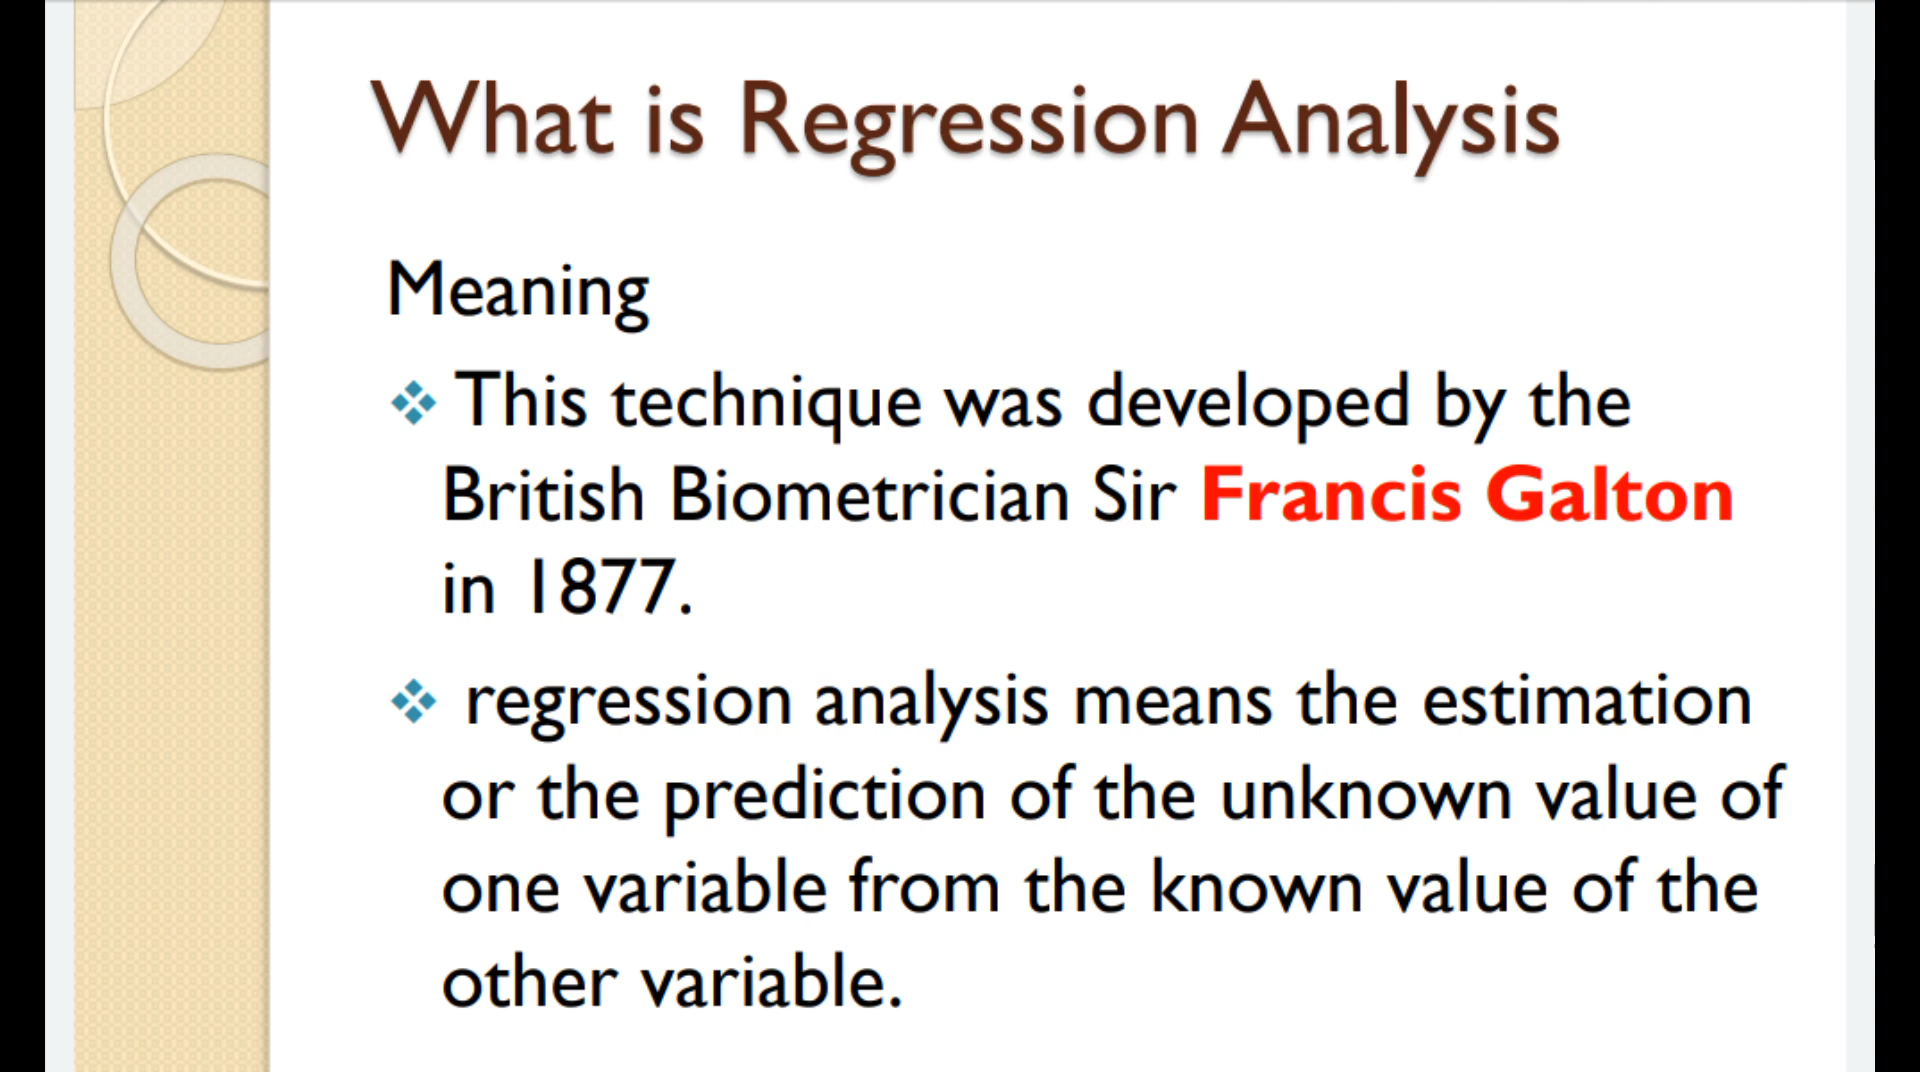 What is Regression Analysis
Meaning
❖ This technique was developed by the
British Biometrician Sir Francis Galton
in 1877.
❖ regression analysis means the estimation
or the prediction of the unknown value of
one variable from the known value of the
other variable.